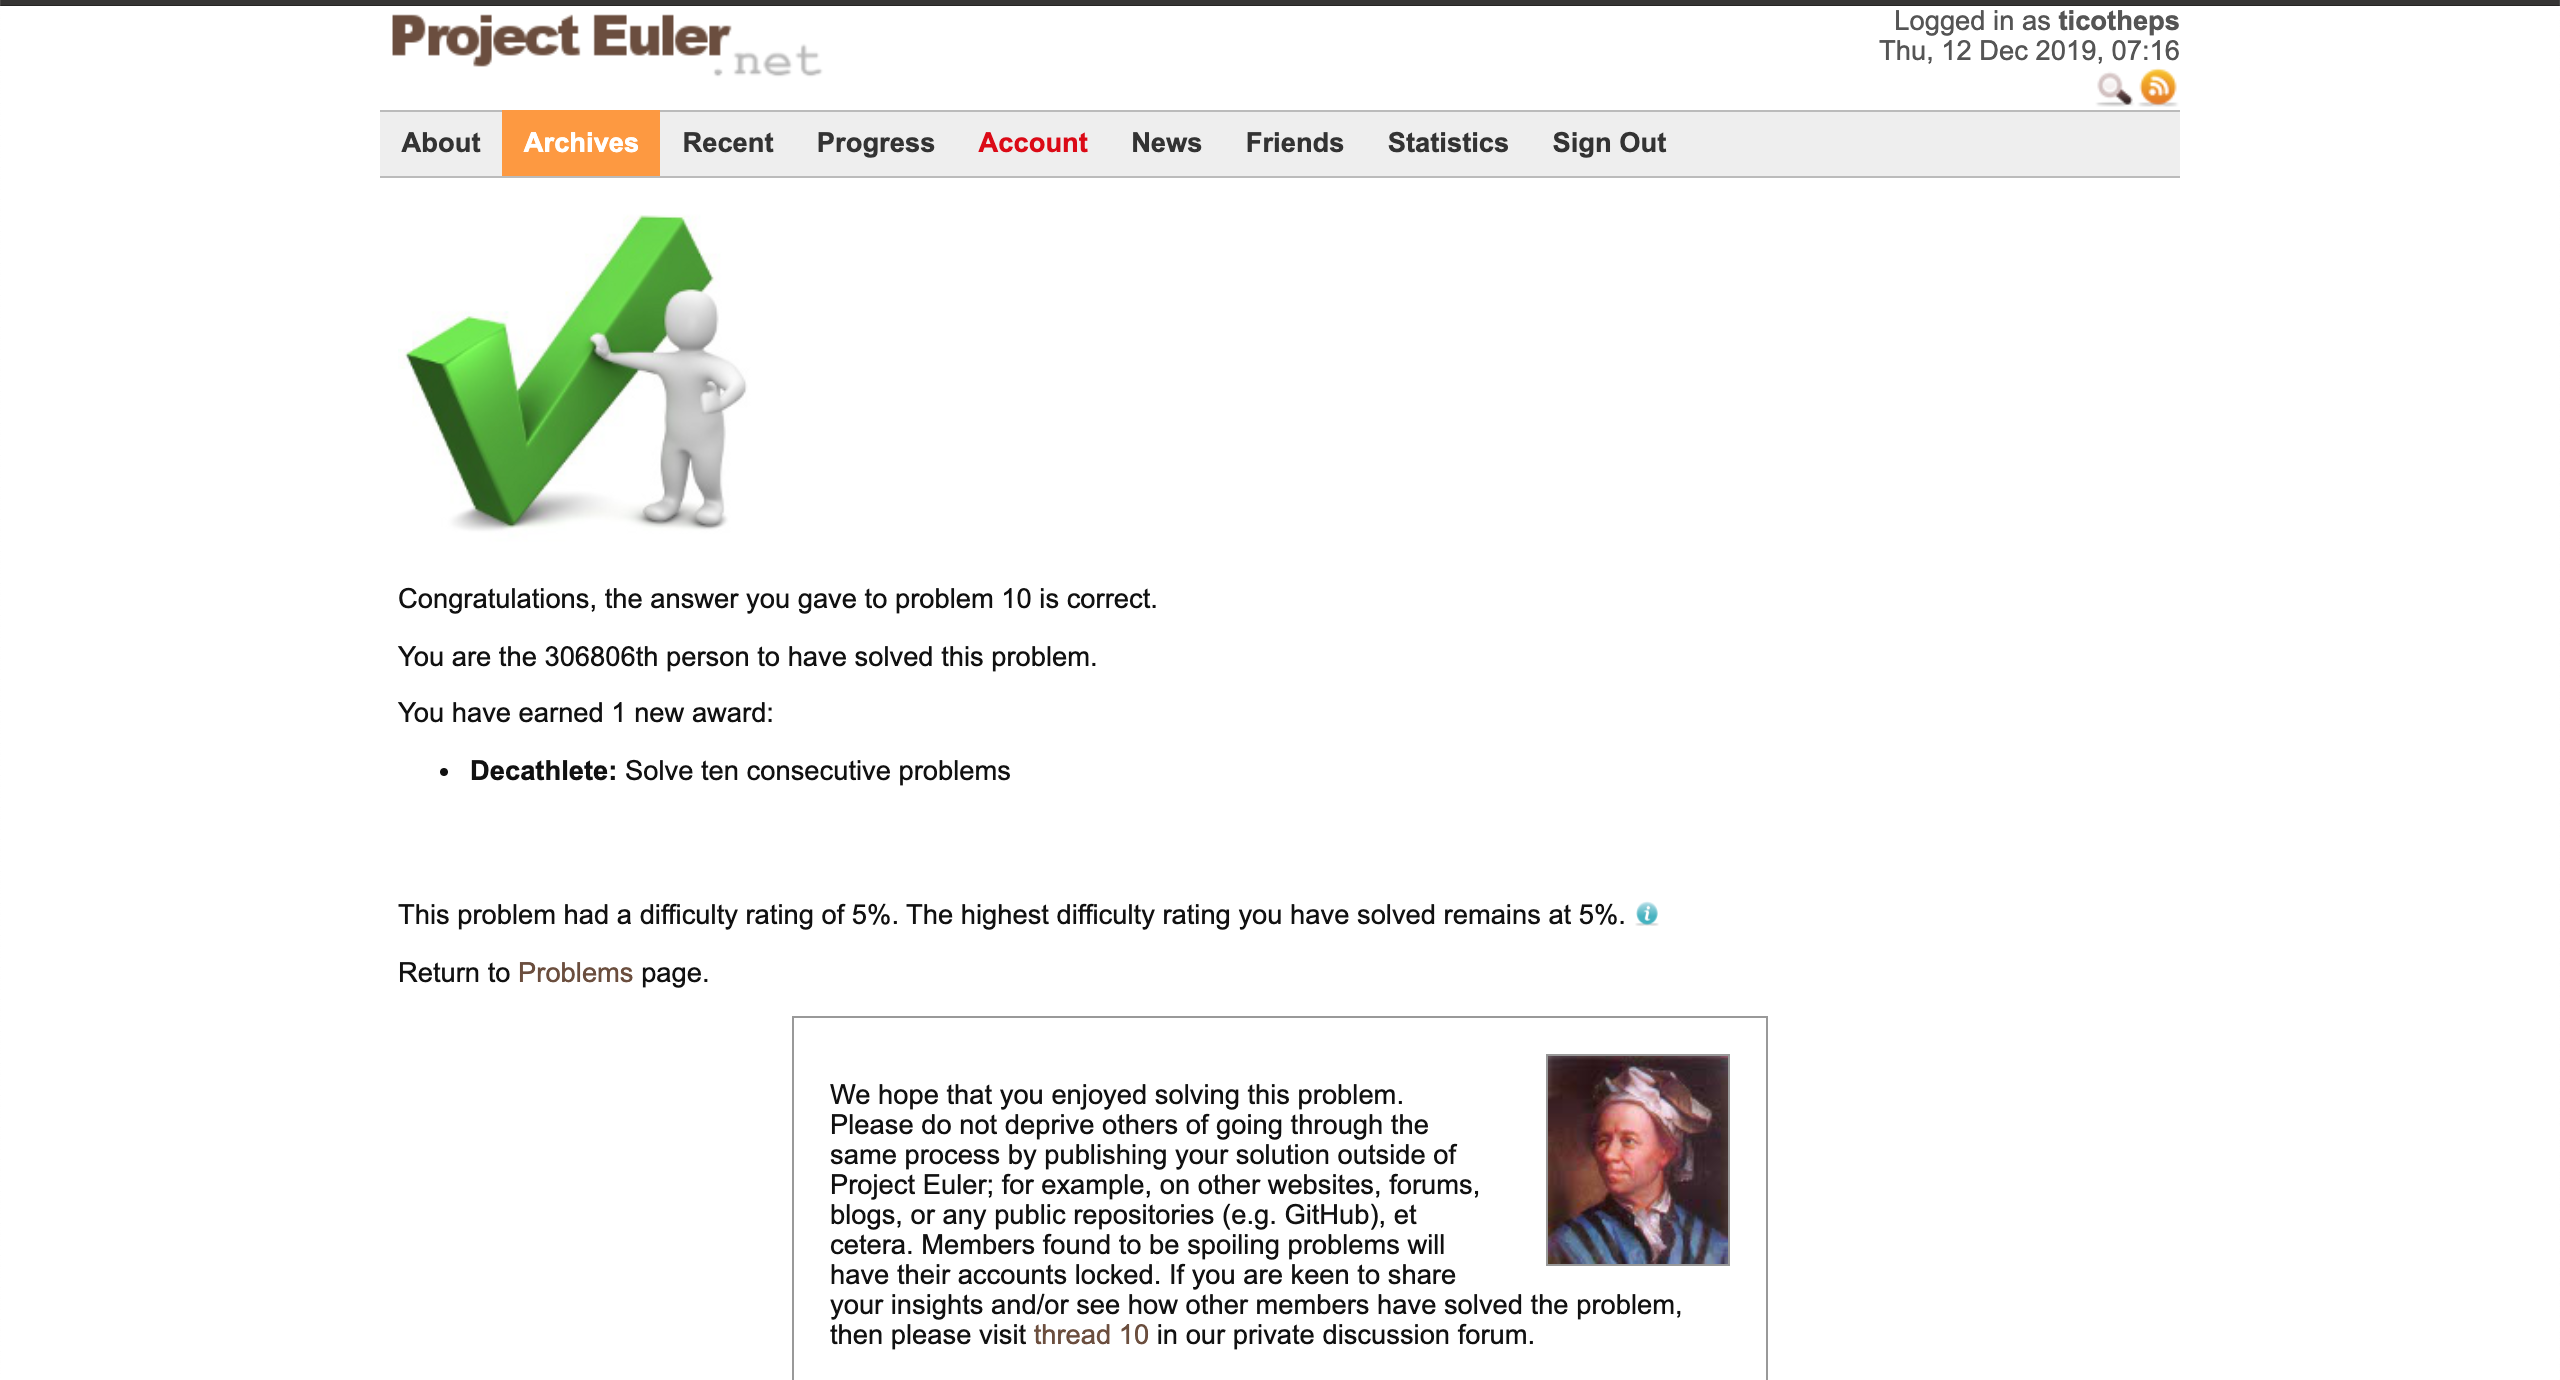 Project Euler
.net
Logged in as ticotheps
Thu, 12 Dec 2019, 07:16
About Archives Recent Progress Account News Friends Statistics Sign Out
Congratulations, the answer you gave to problem 10 is correct.
You are the 306806th person to have solved this problem.
You have earned 1 new award:
• Decathlete: Solve ten consecutive problems
This problem had a difficulty rating of 5%. The highest difficulty rating you have solved remains at 5%.
Return to Problems page.
We hope that you enjoyed solving this problem.
Please do not deprive others of going through the
same process by publishing your solution outside of
Project Euler; for example, on other websites, forums,
blogs, or any public repositories (e.g. GitHub), et
cetera. Members found to be spoiling problems will
have their accounts locked. If you are keen to share
your insights and/or see how other members have solved the problem,
then please visit thread 10 in our private discussion forum.